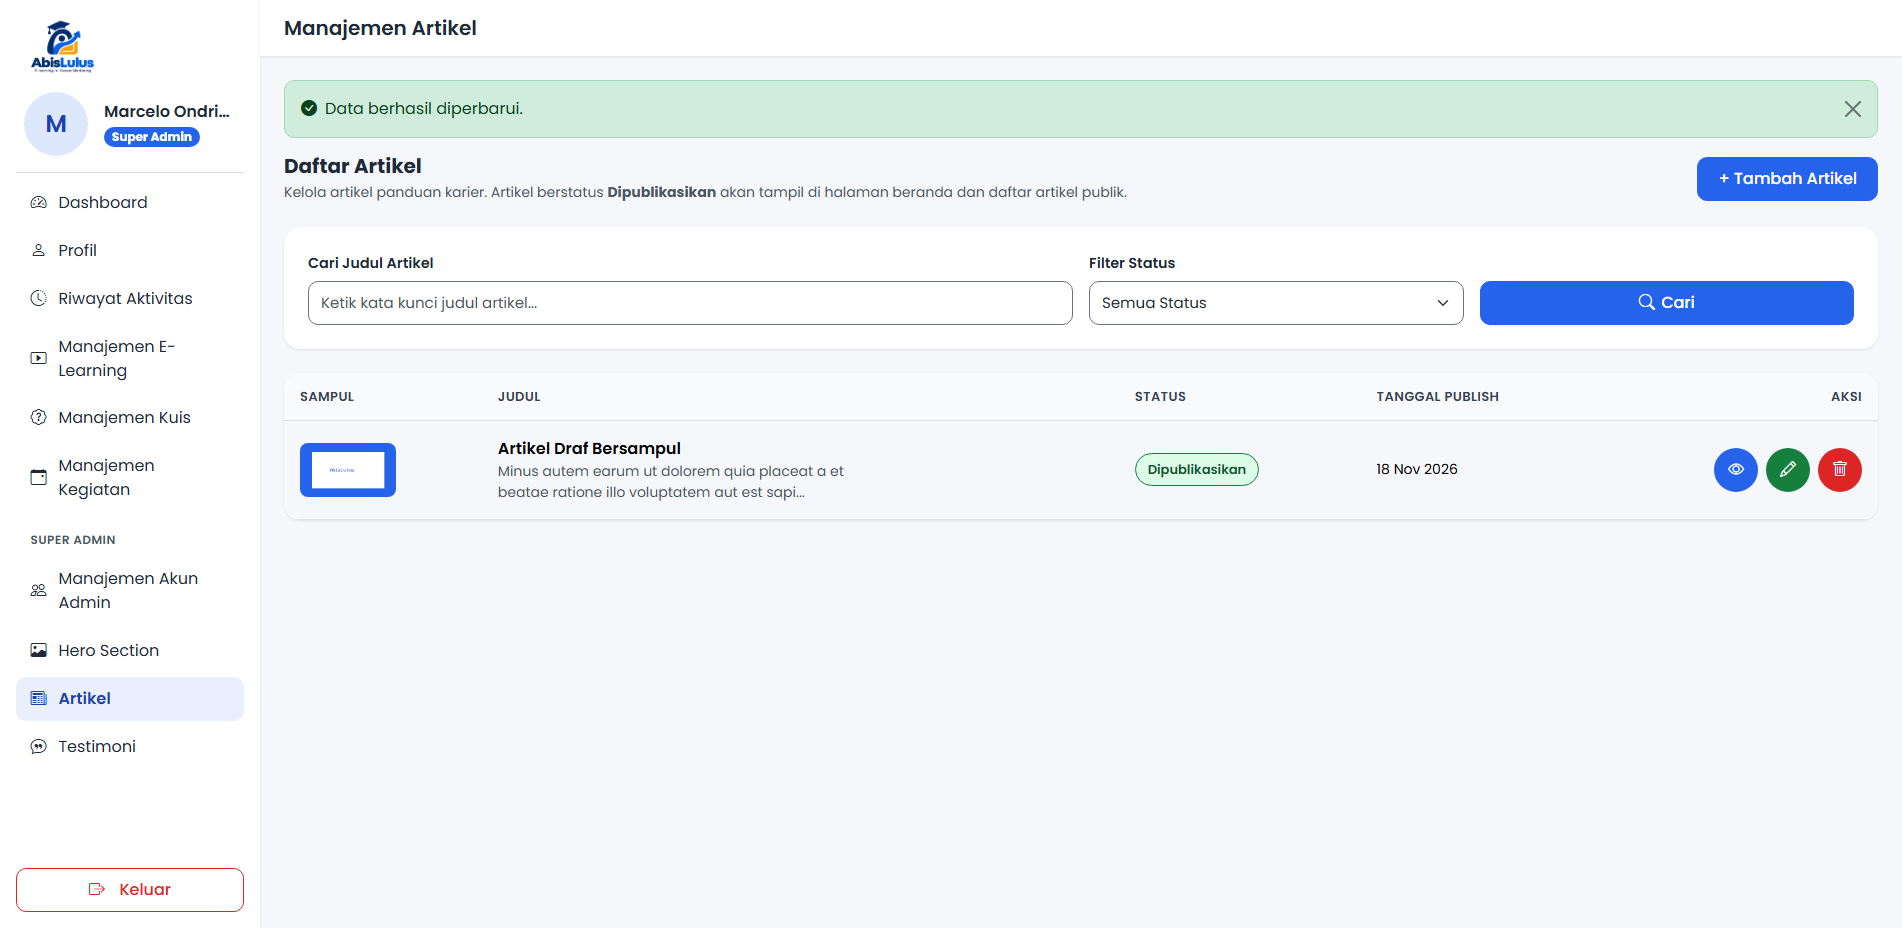 AbisLulus
Manajemen Artikel
M
Marcelo Ondri...
Super Admin
Dashboard
Profil
Riwayat Aktivitas
Manajemen E-
Learning
Manajemen Kuis
Manajemen
Kegiatan
SUPER ADMIN
Manajemen Akun
Admin
Hero Section
Artikel
Testimoni
Keluar
Data berhasil diperbarui.
Daftar Artikel
Kelola artikel panduan karier. Artikel berstatus Dipublikasikan akan tampil di halaman beranda dan daftar artikel publik.
+ Tambah Artikel
Cari Judul Artikel
Filter Status
Ketik kata kunci judul artikel...
Semua Status
Cari
SAMPUL
JUDUL
STATUS
TANGGAL PUBLISH
AKSI
Artikel Draf Bersampul
Minus autem earum ut dolorem quia placeat a et
beatae ratione illo voluptatem aut est sapi...
Dipublikasikan
18 Nov 2026